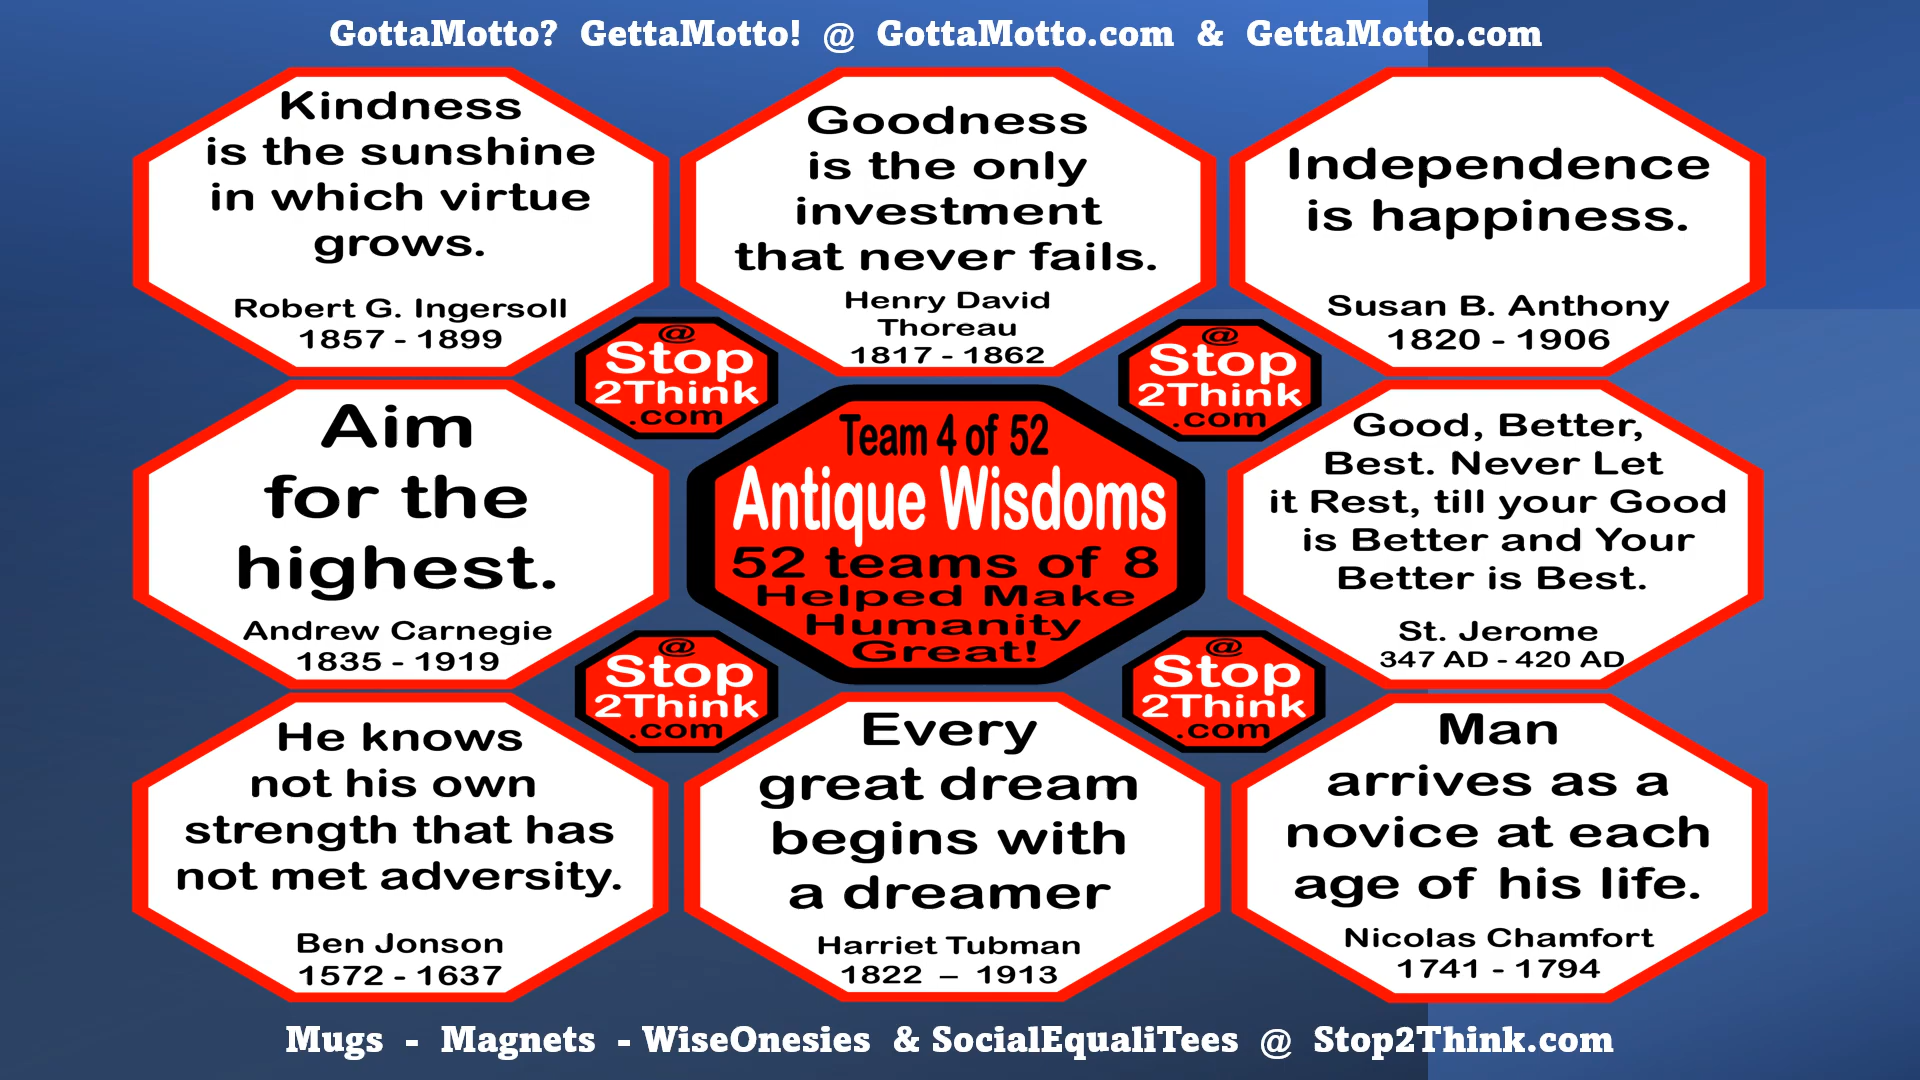 GottaMotto? GettaMotto! @ GottaMotto.com & GettaMotto.com
Kindness
is the sunshine
in which virtue
grows.
Robert G. Ingersoll
1857 - 1899
Goodness
is the only
investment
that never fails.
Henry David
Thoreau
1817 - 1862
Independence
is happiness.
Susan B. Anthony
1820 - 1906
@
Stop
2Think
.com
@
Stop
2Think
.com
Aim
for the
highest.
Andrew Carnegie
1835 - 1919
Team 4 of 52
Antique Wisdoms
52 teams of 8
Helped Make
Humanity
Great!
Good, Better,
Best. Never Let
it Rest, till your Good
is Better and Your
Better is Best.
St. Jerome
347 AD - 420 AD
@
Stop
2Think
.com
@
Stop
2Think
.com
He knows
not his own
strength that has
not met adversity.
Ben Jonson
1572 - 1637
Every
great dream
begins with
a dreamer
Harriet Tubman
1822 – 1913
Man
arrives as a
novice at each
age of his life.
Nicolas Chamfort
1741 - 1794
Mugs - Magnets - WiseOnesies & SocialEqualiTees @ Stop2Think.com